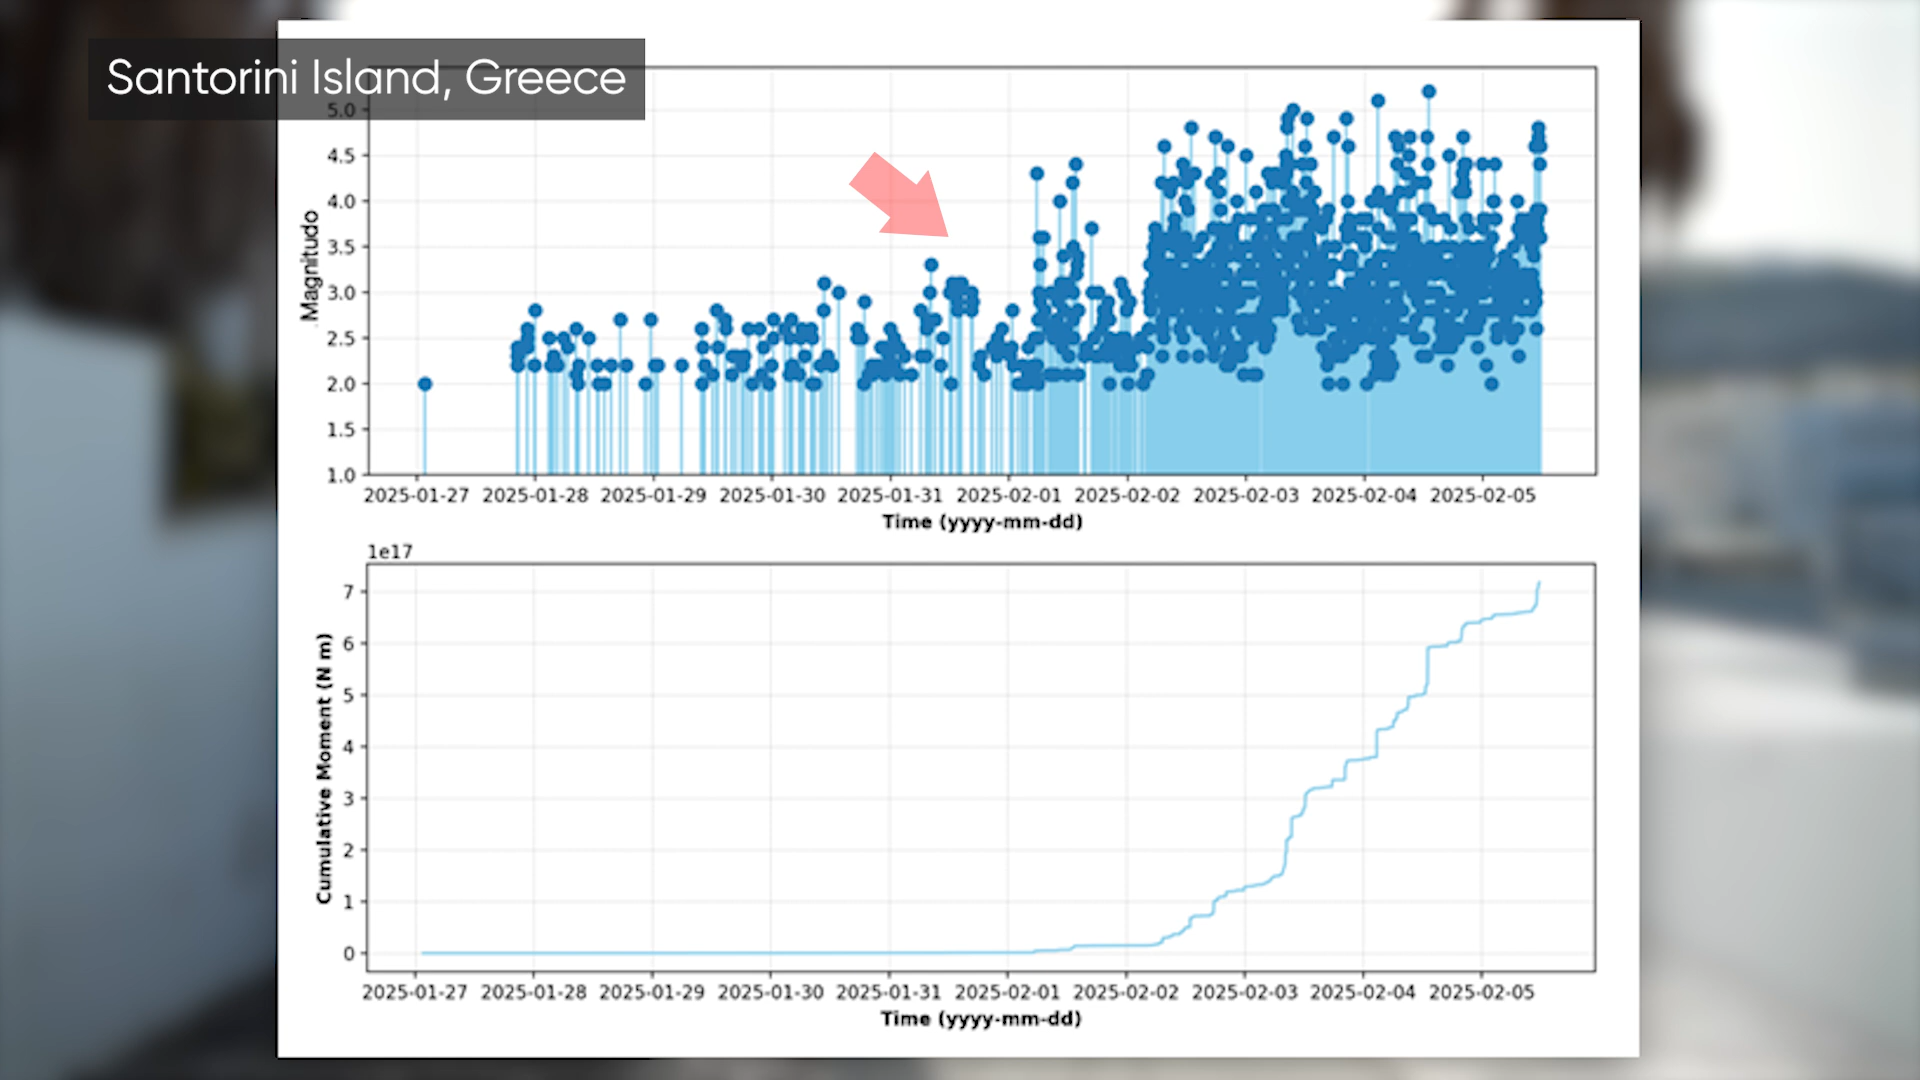 Santorini Island, Greece
5.0
4.5
4.0
3.5
3.0
2.5
2.0
1.5
1.0
.Magnitudo
2025-01-27 2025-01-28 2025-01-29 2025-01-30 2025-01-31 2025-02-01 2025-02-02 2025-02-03 2025-02-04 2025-02-05
Time (yyyy-mm-dd)
1e17
7
6
5
4
3
2
1
0
Cumulative Moment (N m)
2025-01-27 2025-01-28 2025-01-29 2025-01-30 2025-01-31 2025-02-01 2025-02-02 2025-02-03 2025-02-04 2025-02-05
Time (yyyy-mm-dd)